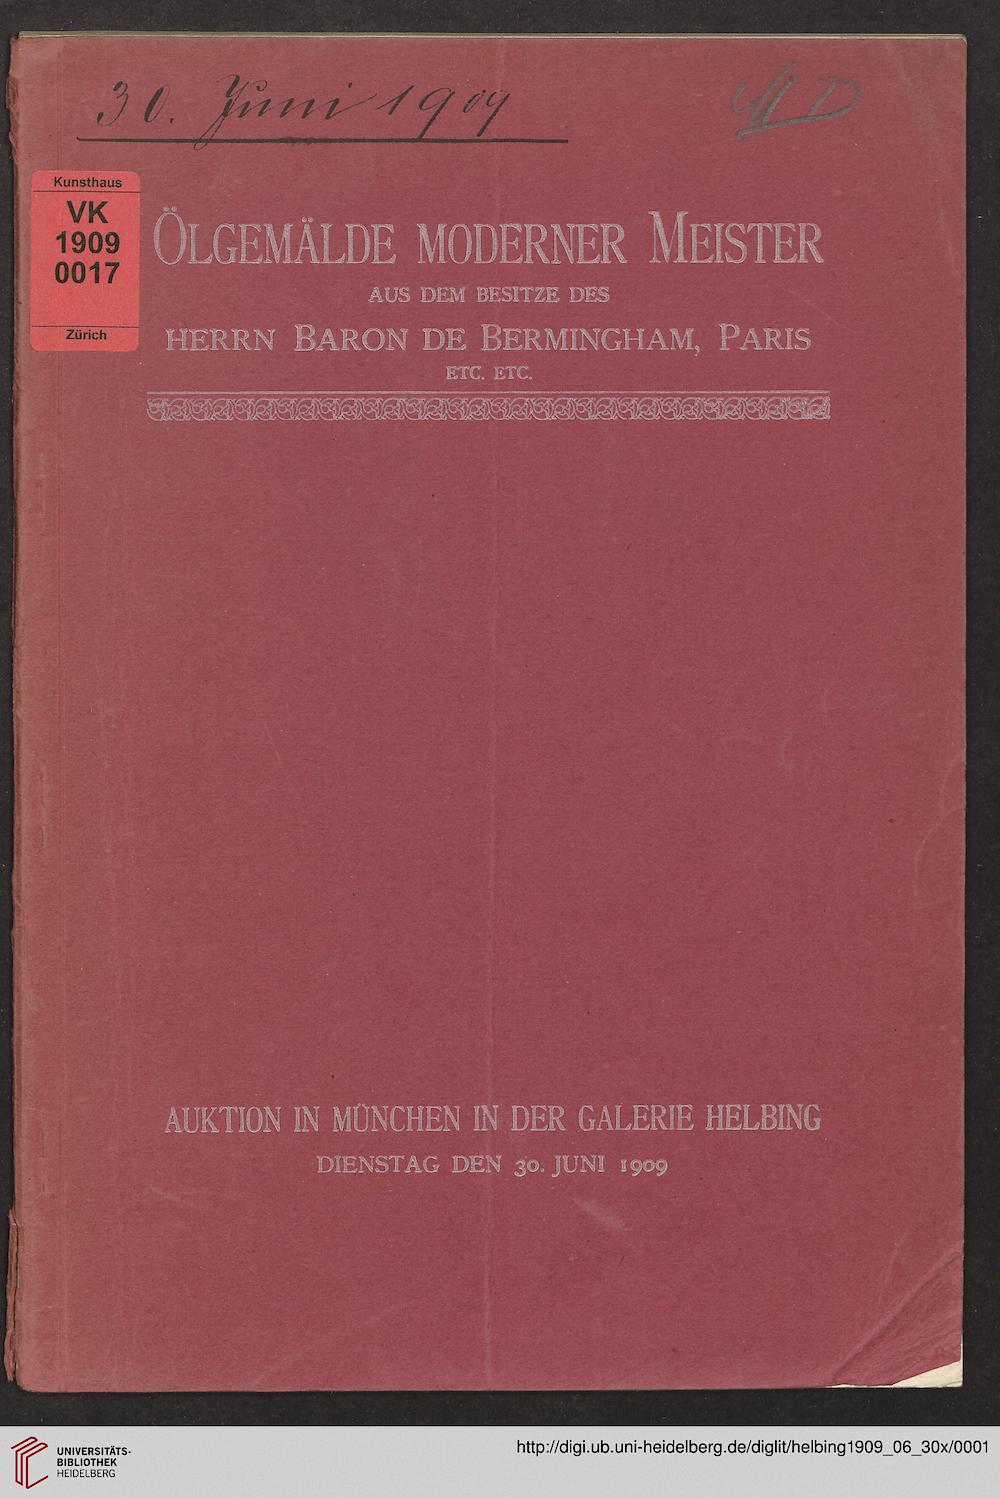 30. Juni 1909
Kunsthaus
VK
1909
0017
Zürich
ÖLGEMÄLDE MODERNER MEISTER
AUS DEM BESITZE DES
HERRN BARON DE BERMINGHAM, PARIS
ETC. ETC.
AUKTION IN MÜNCHEN IN DER GALERIE HELBING
DIENSTAG DEN 30. JUNI 1909
UNIVERSITÄTS-
BIBLIOTHEK
HEIDELBERG
http://digi.ub.uni-heidelberg.de/diglit/helbing1909_06_30x/0001